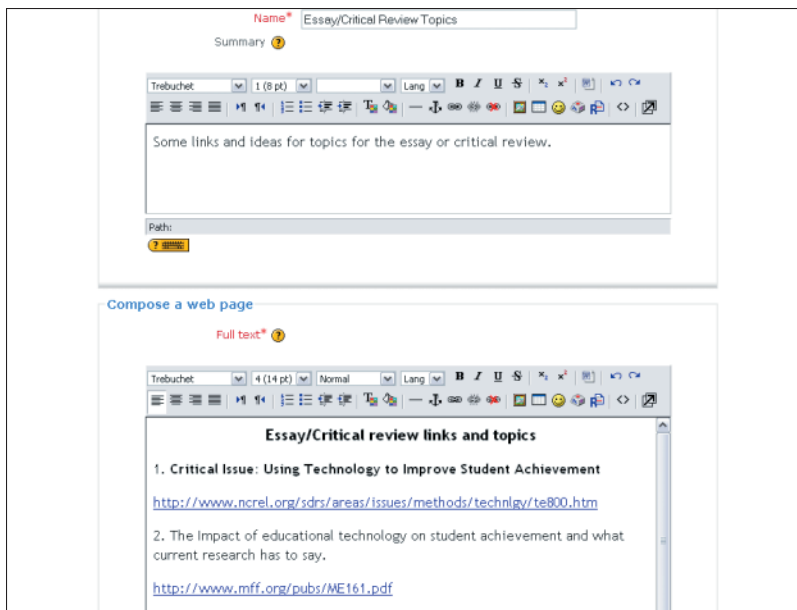 Name* Essay/Critical Review Topics
Summary ?
Trebuchet 1 (8 pt) Lang B I U S x₂ x²
Some links and ideas for topics for the essay or critical review.
Path:
?
Compose a web page
Full text* ?
Trebuchet 4 (14 pt) Normal Lang B I U S x₂ x²
Essay/Critical review links and topics
1. Critical Issue: Using Technology to Improve Student Achievement
http://www.ncrel.org/sdrs/areas/issues/methods/technlgy/te800.htm
2. The Impact of educational technology on student achievement and what
current research has to say.
http://www.mff.org/pubs/ME161.pdf